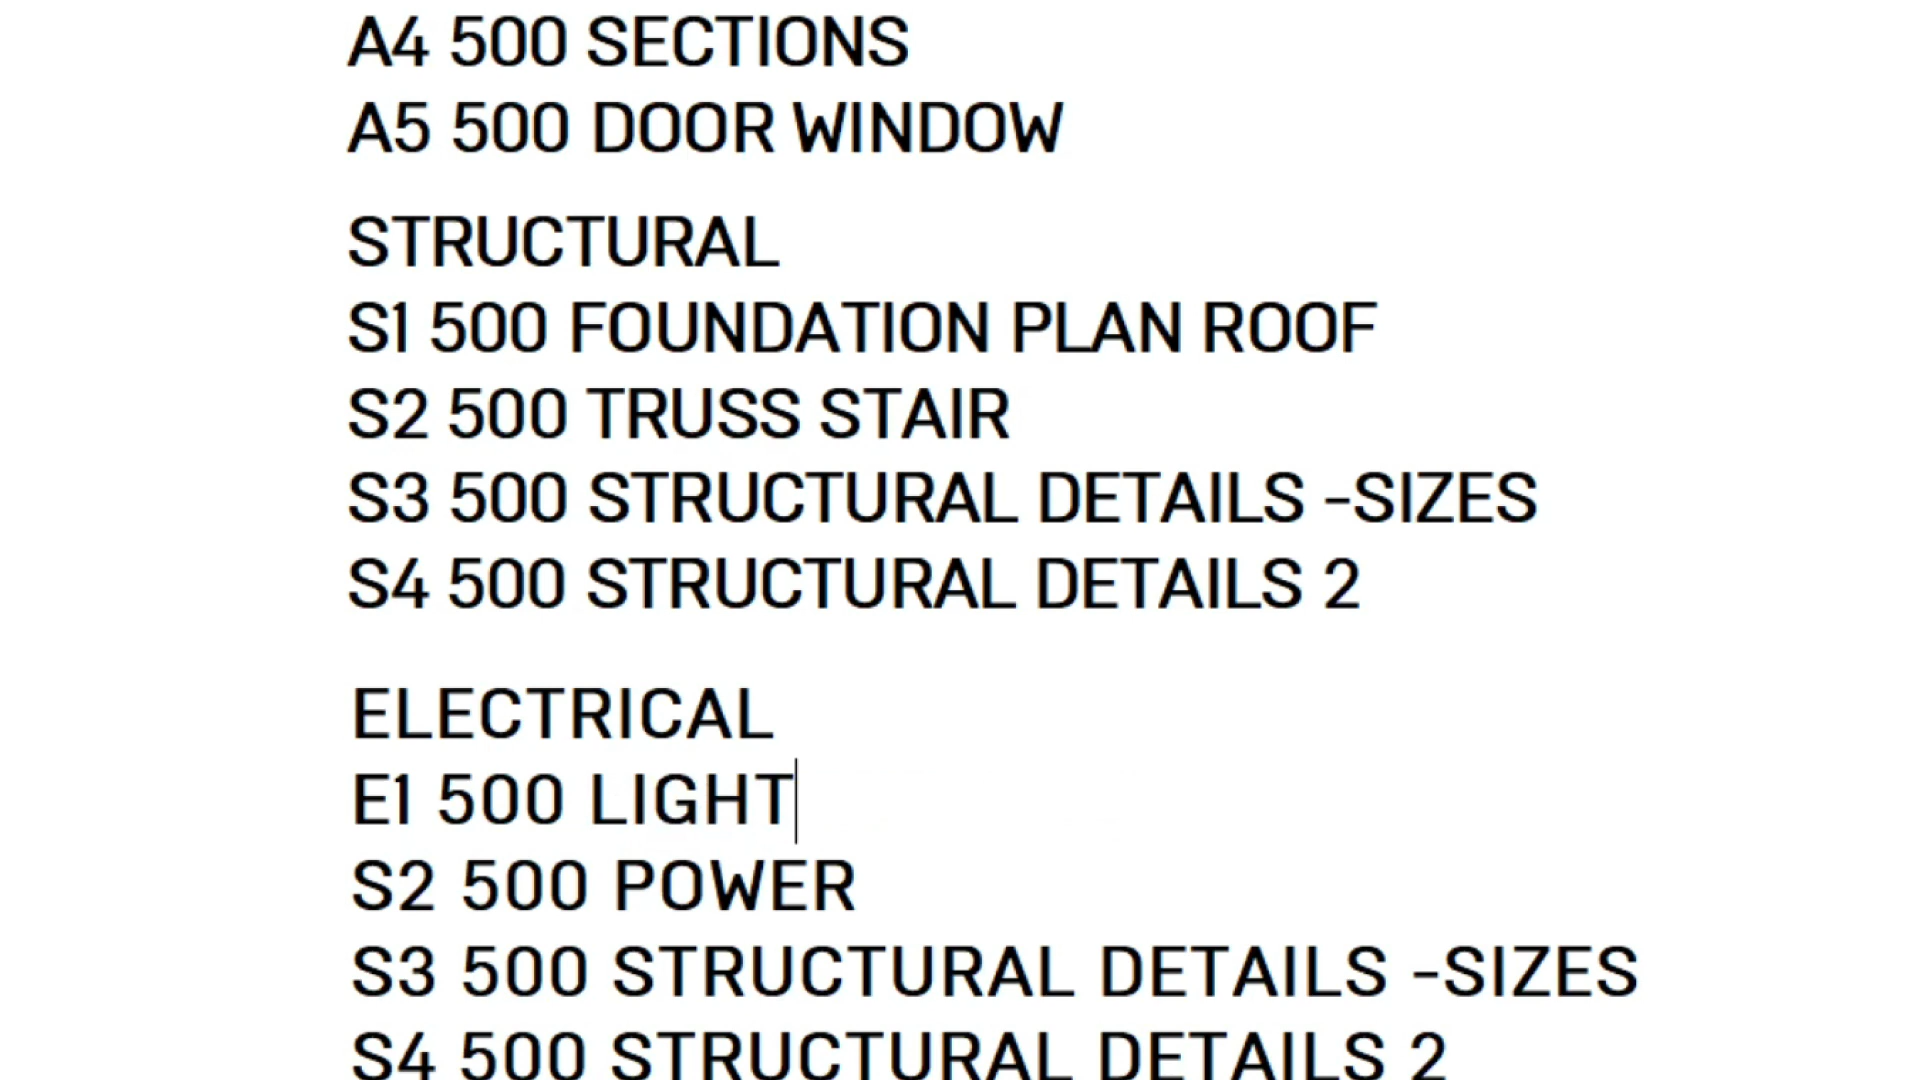 A4 500 SECTIONS
A5 500 DOOR WINDOW
STRUCTURAL
S1 500 FOUNDATION PLAN ROOF
S2 500 TRUSS STAIR
S3 500 STRUCTURAL DETAILS -SIZES
S4 500 STRUCTURAL DETAILS 2
ELECTRICAL
E1 500 LIGHT
S2 500 POWER
S3 500 STRUCTURAL DETAILS -SIZES
S4 500 STRUCTURAL DETAILS 2